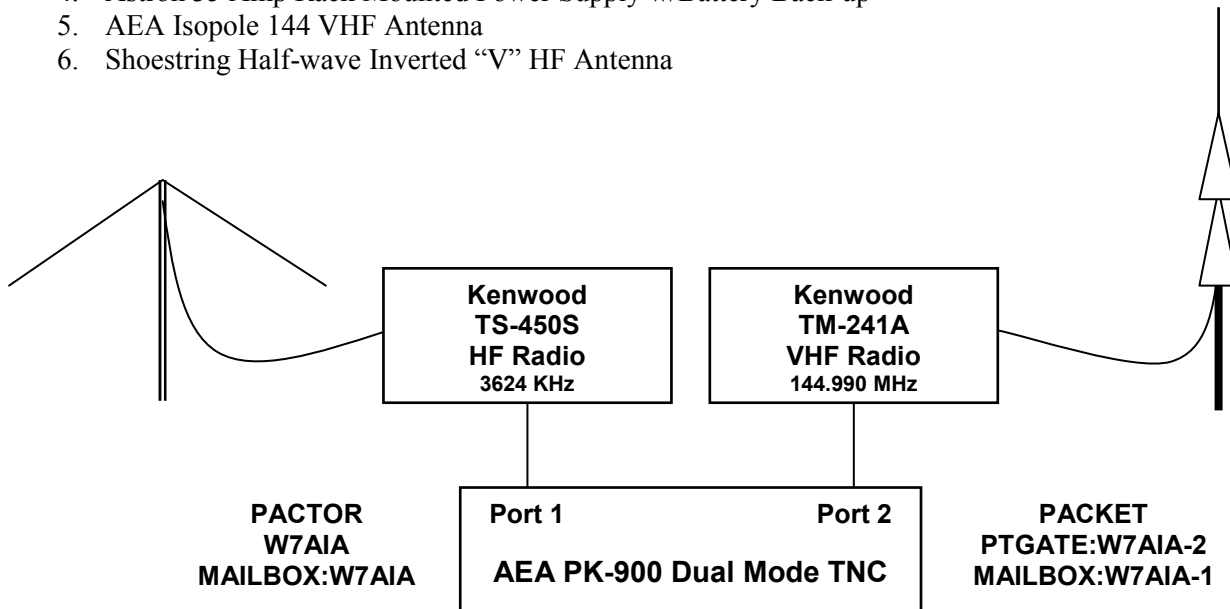 5. AEA Isopole 144 VHF Antenna
6. Shoestring Half-wave Inverted “V” HF Antenna
Kenwood
TS-450S
HF Radio
3624 KHz
Kenwood
TM-241A
VHF Radio
144.990 MHz
PACTOR
W7AIA
MAILBOX:W7AIA
Port 1
Port 2
AEA PK-900 Dual Mode TNC
PACKET
PTGATE:W7AIA-2
MAILBOX:W7AIA-1